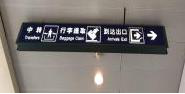 中 转
Transfers
行李提取
Baggage Claim
到达出口
Arrivals Exit